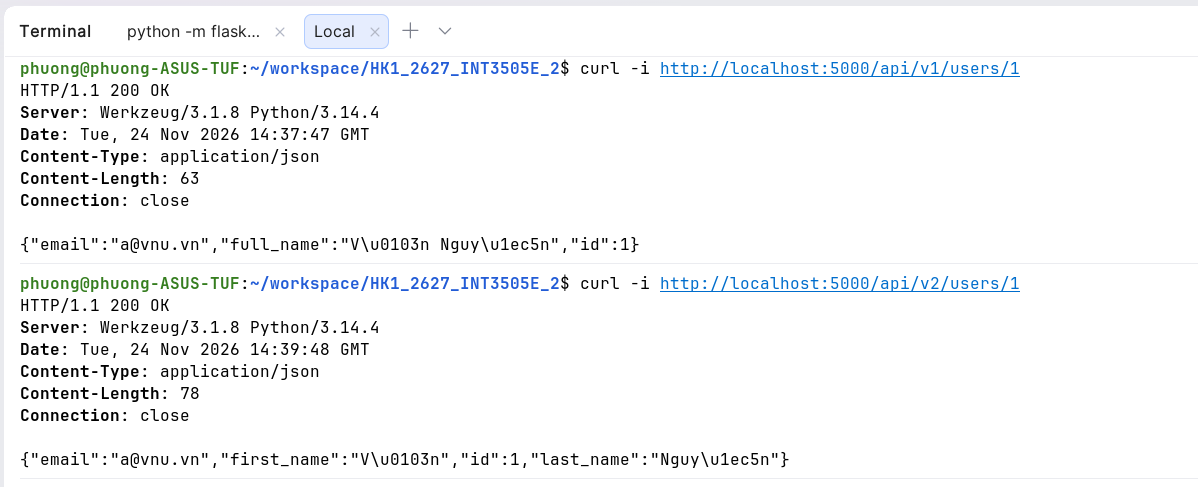 Terminal python -m flask... × Local × + 
phuong@phuong-ASUS-TUF:~/workspace/HK1_2627_INT3505E_2$ curl -i http://localhost:5000/api/v1/users/1
HTTP/1.1 200 OK
Server: Werkzeug/3.1.8 Python/3.14.4
Date: Tue, 24 Nov 2026 14:37:47 GMT
Content-Type: application/json
Content-Length: 63
Connection: close
{"email":"a@vnu.vn","full_name":"V\u0103n Nguy\u1ec5n","id":1}
phuong@phuong-ASUS-TUF:~/workspace/HK1_2627_INT3505E_2$ curl -i http://localhost:5000/api/v2/users/1
HTTP/1.1 200 OK
Server: Werkzeug/3.1.8 Python/3.14.4
Date: Tue, 24 Nov 2026 14:39:48 GMT
Content-Type: application/json
Content-Length: 78
Connection: close
{"email":"a@vnu.vn","first_name":"V\u0103n","id":1,"last_name":"Nguy\u1ec5n"}